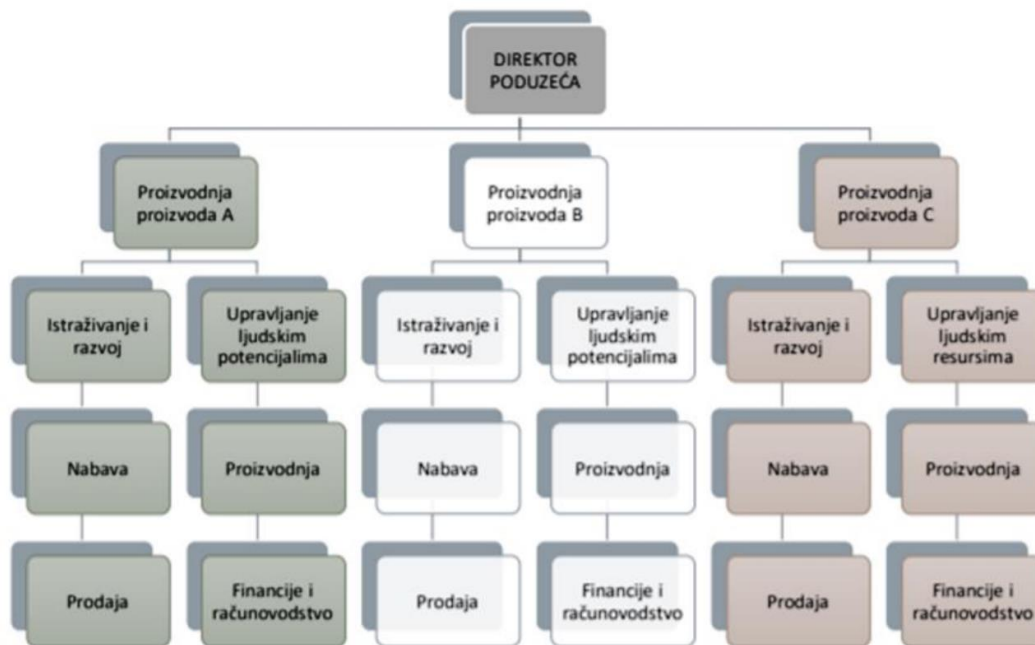 DIREKTOR
PODUZEĆA
Proizvodnja
proizvoda A
Proizvodnja
proizvoda B
Proizvodnja
proizvoda C
Istraživanje i
razvoj
Upravljanje
ljudskim
potencijalima
Istraživanje i
razvoj
Upravljanje
ljudskim
potencijalima
Istraživanje i
razvoj
Upravljanje
ljudskim
resursima
Nabava
Proizvodnja
Nabava
Proizvodnja
Nabava
Proizvodnja
Prodaja
Financije i
računovodstvo
Prodaja
Financije i
računovodstvo
Prodaja
Financije i
računovodstvo